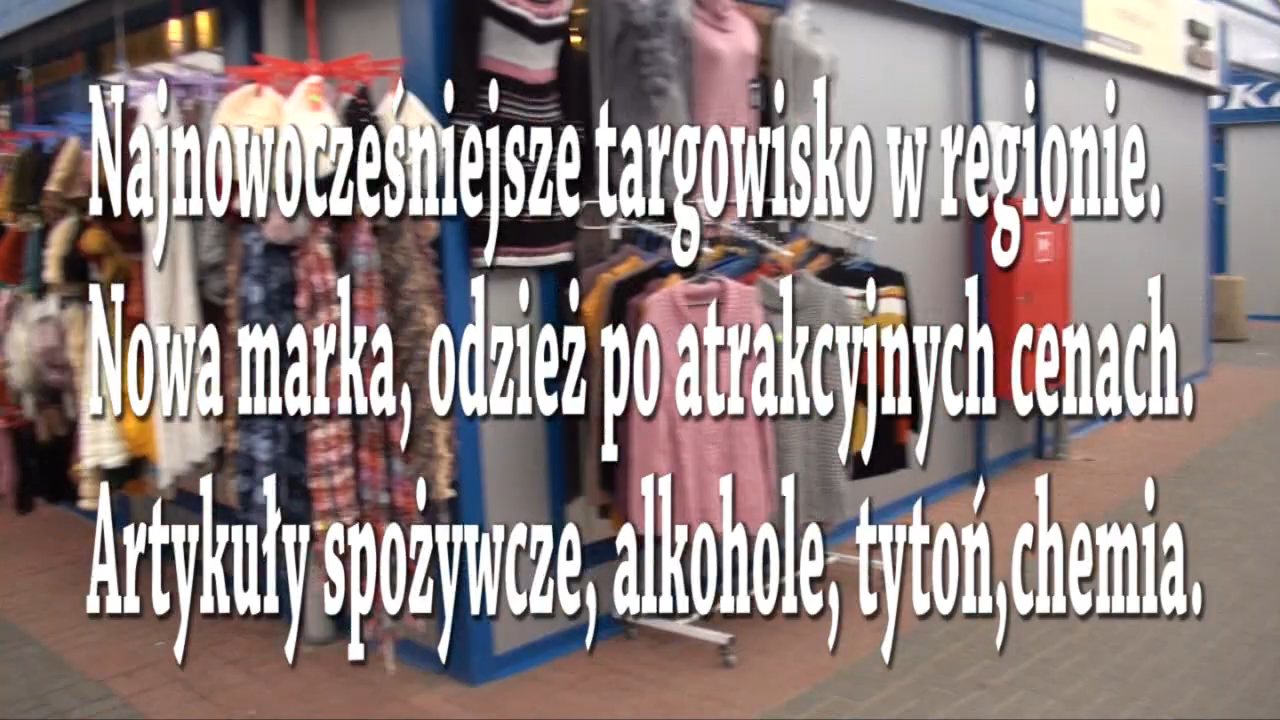 Najnowocześniejsze targowisko w regionie.
Nowa marka, odzież po atrakcyjnych cenach.
Artykuły spożywcze, alkohole, tytoń,chemia.